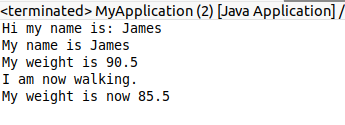 <terminated> MyApplication (2) [Java Application] /
Hi my name is: James
My name is James
My weight is 90.5
I am now walking.
My weight is now 85.5